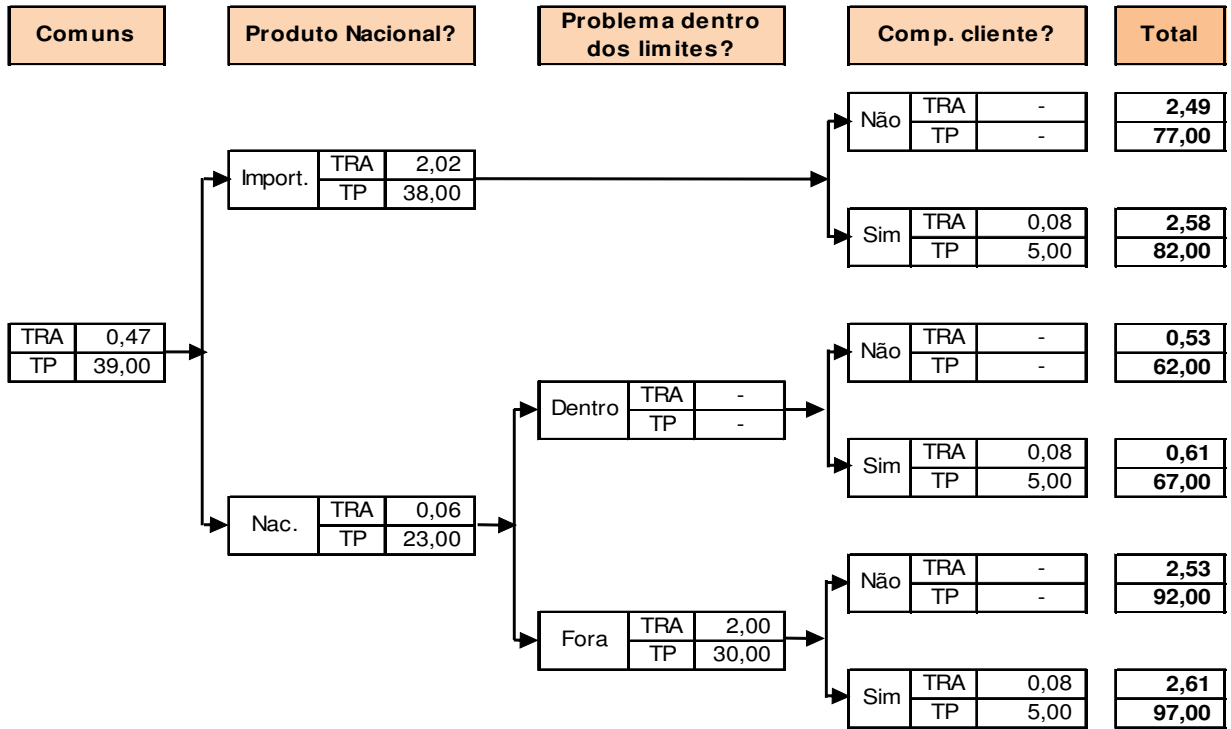 Comuns
Produto Nacional?
Problema dentro
dos limites?
Comp. cliente?
Total
Não TRA - 2,49
TP - 77,00
Import. TRA 2,02
TP 38,00
Sim TRA 0,08 2,58
TP 5,00 82,00
TRA 0,47
TP 39,00
Não TRA - 0,53
TP - 62,00
Dentro TRA -
TP -
Sim TRA 0,08 0,61
TP 5,00 67,00
Nac. TRA 0,06
TP 23,00
Não TRA - 2,53
TP - 92,00
Fora TRA 2,00
TP 30,00
Sim TRA 0,08 2,61
TP 5,00 97,00